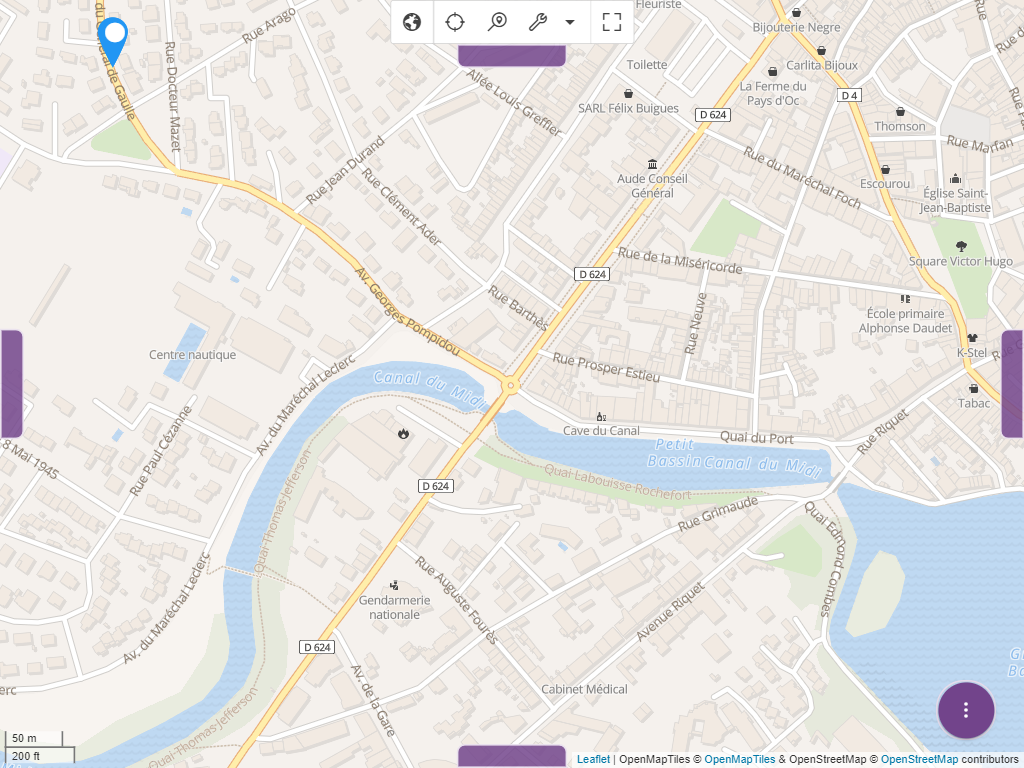 Rue Arago
Fleuriste
Bijouterie Negre
Rue Docteur Mazet
du Général de Gaulle
Toilette
Carlita Bijoux
Allée Louis Greffier
La Ferme du
Pays d'Oc
D 4
SARL Félix Buigues
D 624
Thomson
Rue Marfan
Rue Jean Durand
Rue du Maréchal Foch
Aude Conseil
Général
Escourou
Église Saint-
Jean-Baptiste
Rue Clément Ader
Rue de la Miséricorde
Square Victor Hugo
D 624
Av. Georges Pompidou
Rue Barthès
Rue Neuve
École primaire
Alphonse Daudet
Centre nautique
K-Stel
Rue Prosper Estieu
Canal du Midi
Av. du Maréchal Leclerc
Tabac
Rue Paul Cézanne
Cave du Canal
Quai du Port
Rue Riquet
8 Mai 1945
Petit
Bassin
Canal du Midi
Quai Thomas Jefferson
D 624
Quai Labouisse Rochefort
Rue Grimaude
Quai Edmond Combes
Av. du Maréchal Leclerc
Rue Auguste Fourès
Gendarmerie
nationale
Avenue Riquet
D 624
Av. de la Gare
Cabinet Médical
erc
Quai Thomas Jefferson
50 m
200 ft
Leaflet | OpenMapTiles © OpenMapTiles & OpenStreetMap © OpenStreetMap contributors